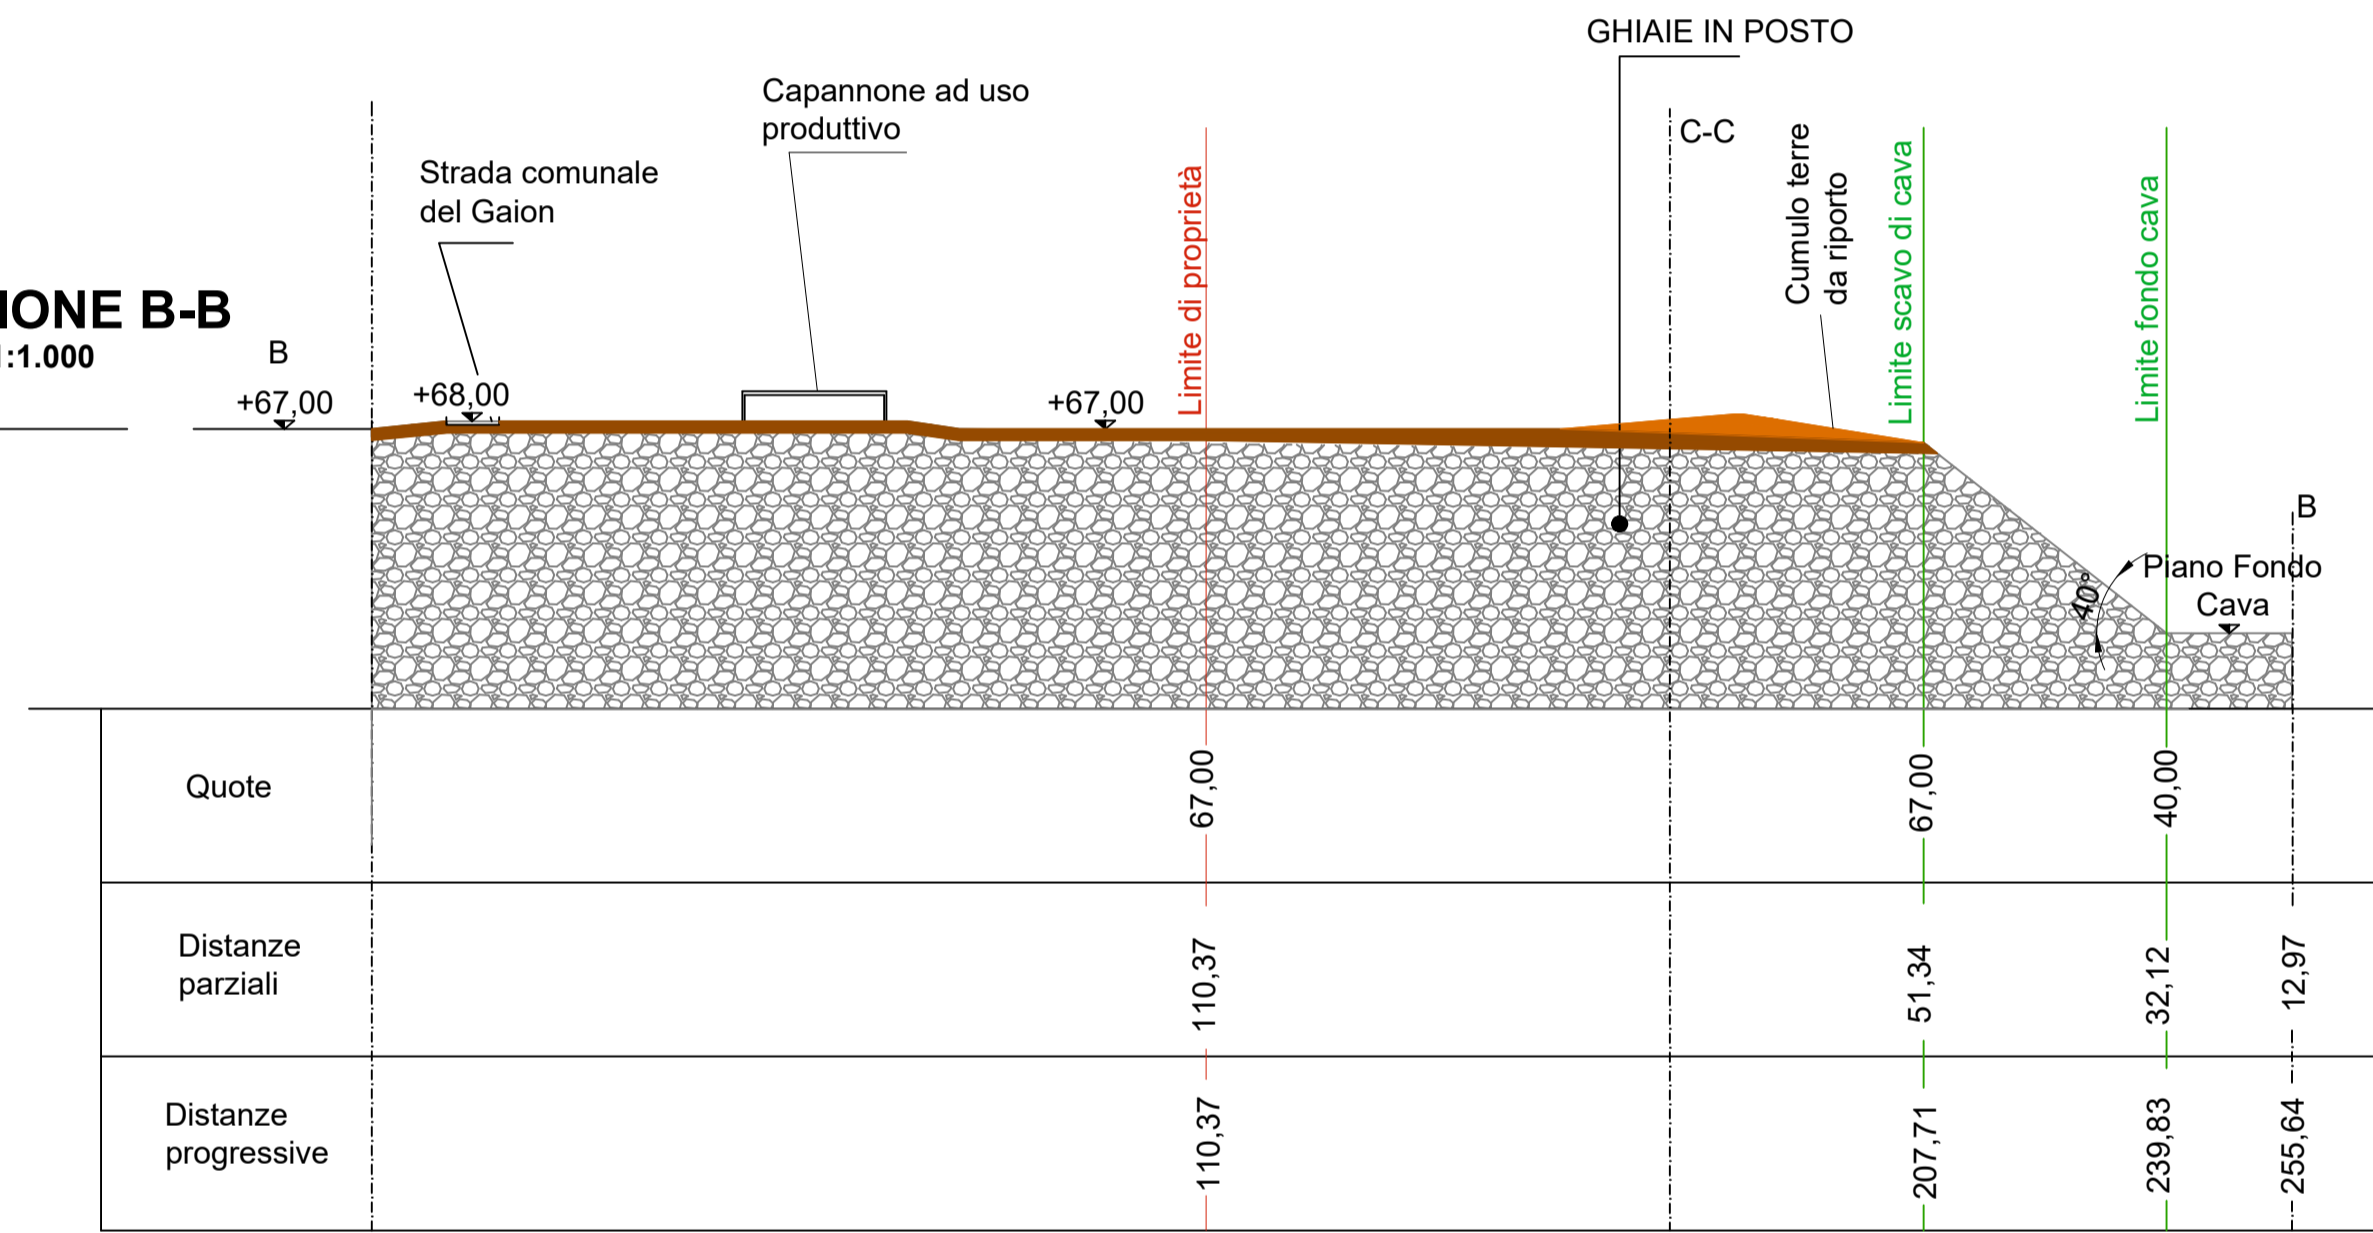 GHIAIE IN POSTO
Capannone ad uso
produttivo
C-C
Strada comunale
del Gaion
Limite di proprietà
Cumulo terre
da riporto
Limite scavo di cava
Limite fondo cava
IONE B-B
1:1.000
B
+67,00
+68,00
+67,00
B
40°
Piano Fondo
Cava
Quote
67,00
67,00
40,00
Distanze
parziali
110,37
51,34
32,12
12,97
Distanze
progressive
110,37
207,71
239,83
255,64